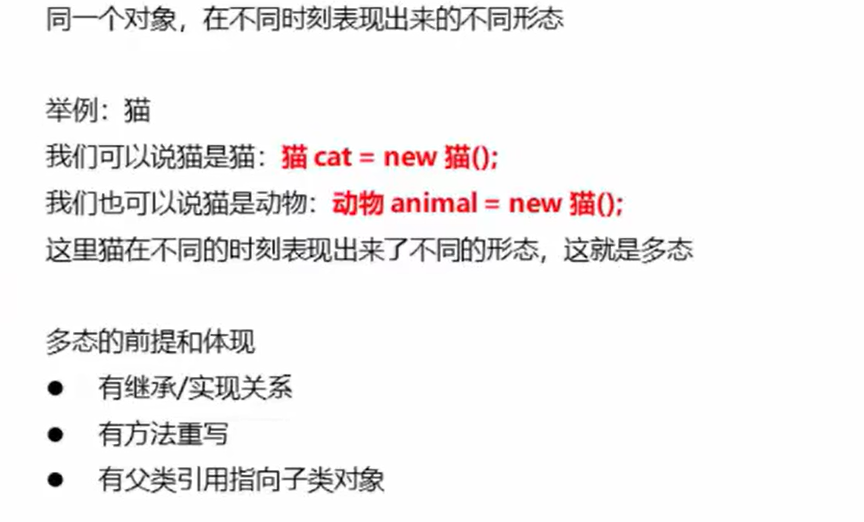 同一个对象，在不同时刻表现出来的不同形态
举例：猫
我们可以说猫是猫：猫 cat = new 猫();
我们也可以说猫是动物：动物 animal = new 猫();
这里猫在不同的时刻表现出来了不同的形态，这就是多态
多态的前提和体现
● 有继承/实现关系
● 有方法重写
● 有父类引用指向子类对象